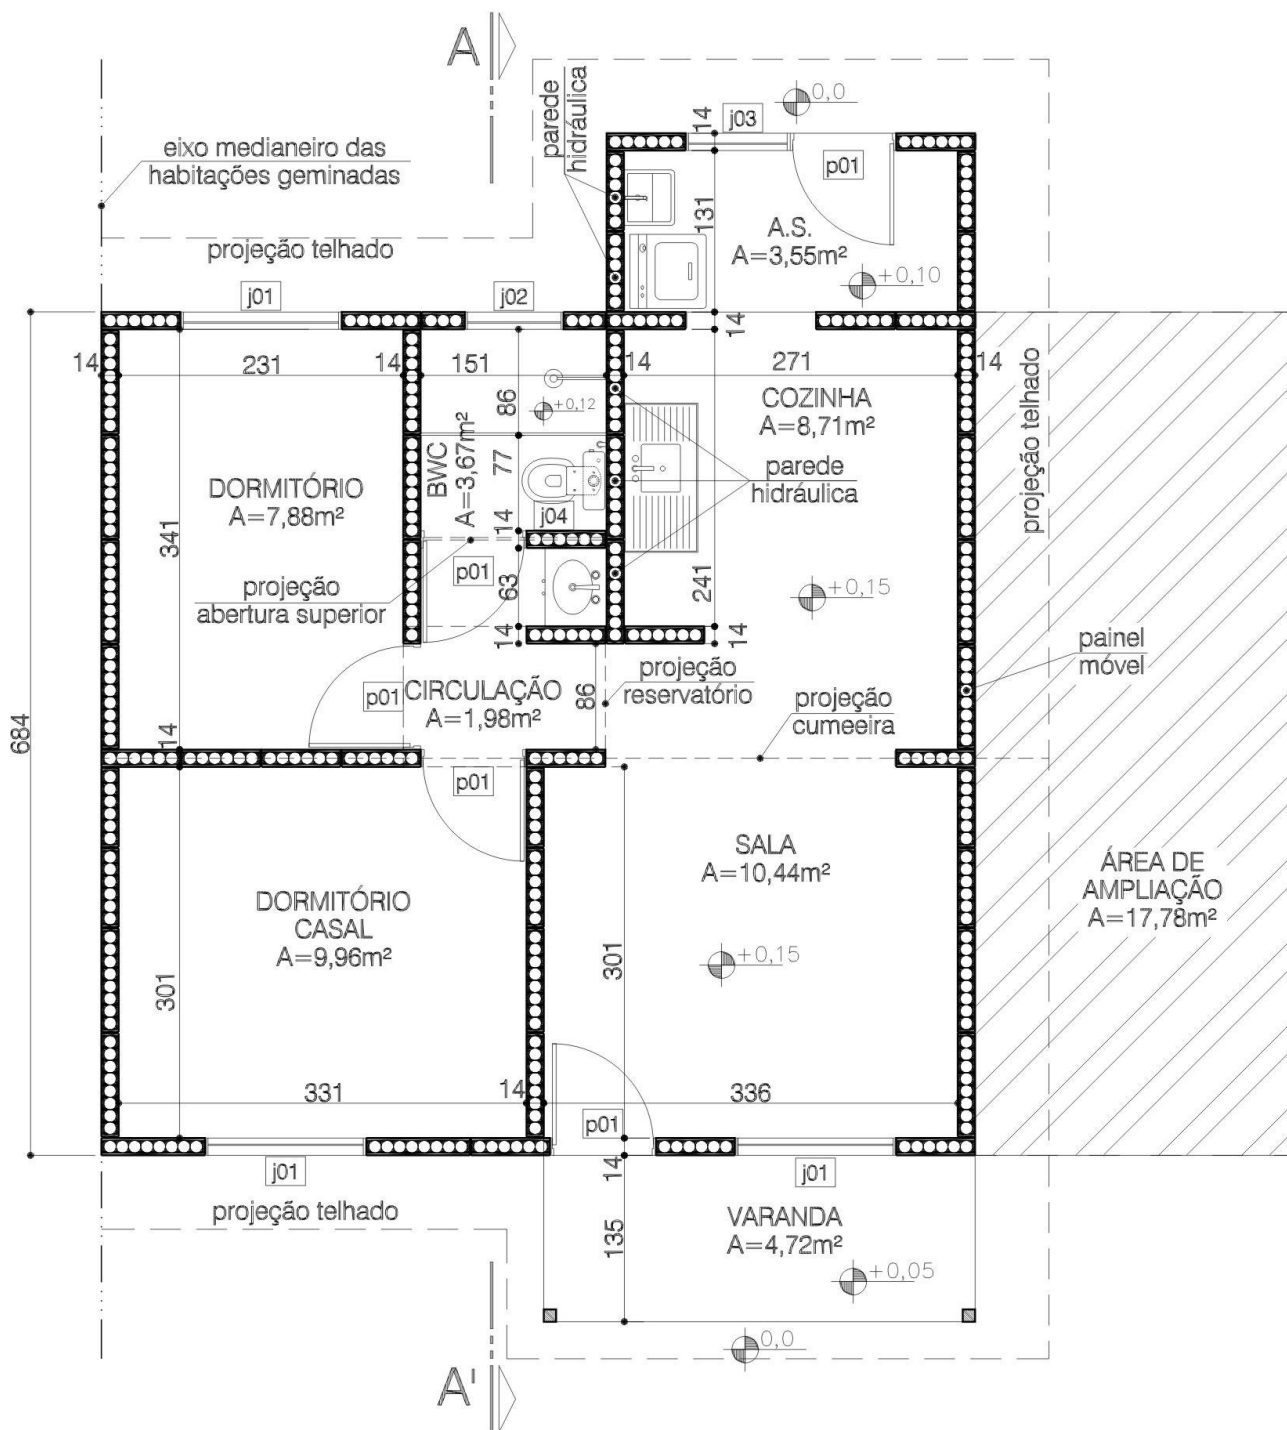 A
parede
hidráulica
0,0
14
j03
eixo medianeiro das
habitações geminadas
p01
131
A.S.
A=3,55m²
projeção telhado
+0,10
j01
j02
14
14
231
14
151
14
271
14
86
+0,12
COZINHA
A=8,71m²
projeção telhado
BWC
A=3,67m²
77
parede
hidráulica
DORMITÓRIO
A=7,88m²
341
14
j04
projeção
abertura superior
p01
63
241
+0,15
14
14
painel
móvel
projeção
reservatório
p01
CIRCULAÇÃO
A=1,98m²
86
projeção
cumeeira
684
14
p01
SALA
A=10,44m²
ÁREA DE
AMPLIAÇÃO
A=17,78m²
DORMITÓRIO
CASAL
A=9,96m²
301
301
+0,15
331
14
336
p01
j01
14
j01
projeção telhado
VARANDA
A=4,72m²
135
+0,05
0,0
A'